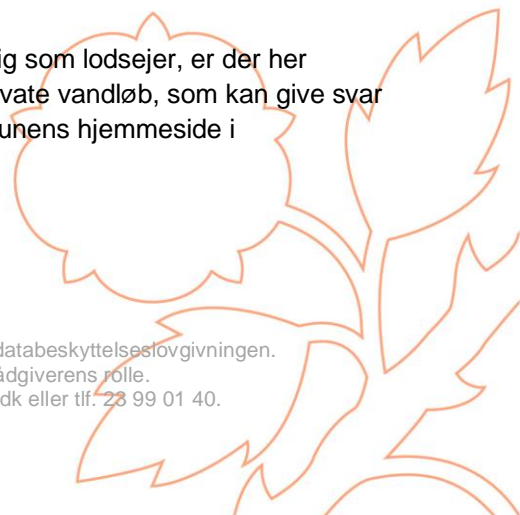 ig som lodsejer, er der her
vate vandløb, som kan give svar
unens hjemmeside i
databeskyttelseslovgivningen.
ådgiverens rolle.
dk eller tlf. 23 99 01 40.